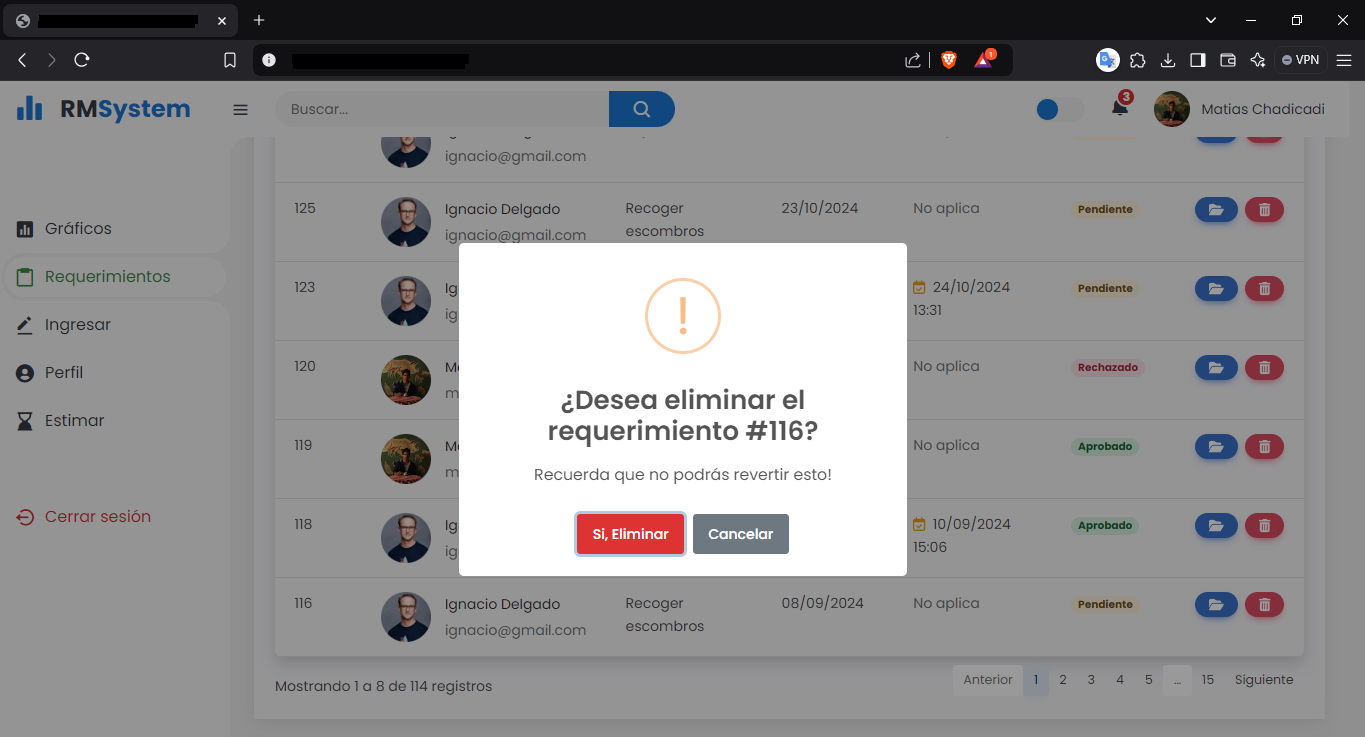 1
VPN
RMSystem
Buscar...
3
Matias Chadicadi
ignacio@gmail.com
125
Ignacio Delgado
ignacio@gmail.com
Recoger
escombros
23/10/2024
No aplica
Pendiente
Gráficos
Requerimientos
Ingresar
Perfil
Estimar
Cerrar sesión
123
24/10/2024
13:31
Pendiente
120
No aplica
Rechazado
119
No aplica
Aprobado
118
10/09/2024
15:06
Aprobado
¿Desea eliminar el
requerimiento #116?
Recuerda que no podrás revertir esto!
Si, Eliminar
Cancelar
116
Ignacio Delgado
ignacio@gmail.com
Recoger
escombros
08/09/2024
No aplica
Pendiente
Mostrando 1 a 8 de 114 registros
Anterior 1 2 3 4 5 ... 15 Siguiente